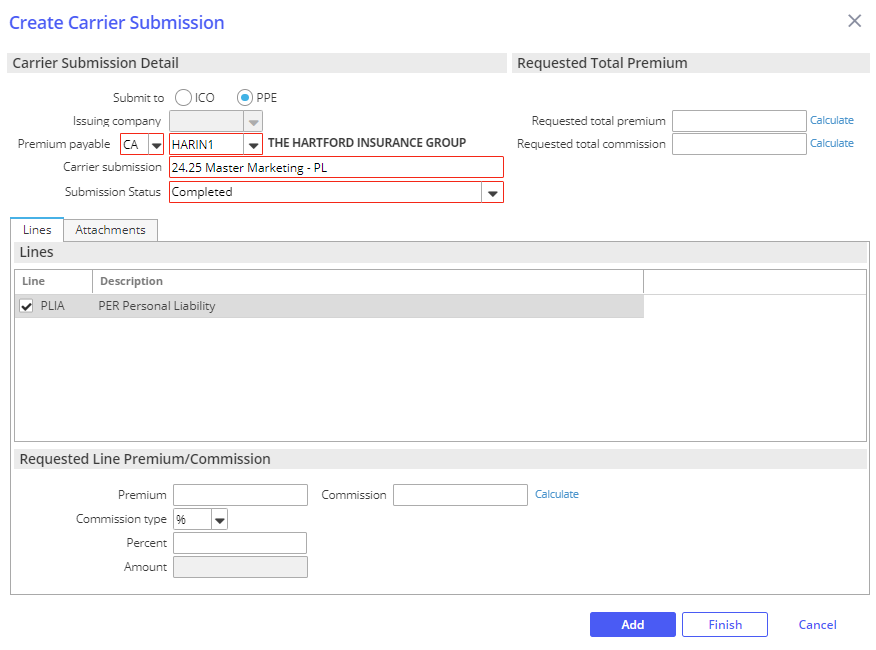 Create Carrier Submission
Carrier Submission Detail
Submit to ICO PPE
Issuing company
Premium payable CA HARIN1 THE HARTFORD INSURANCE GROUP
Carrier submission 24.25 Master Marketing - PL
Submission Status Completed
Requested Total Premium
Requested total premium Calculate
Requested total commission Calculate
Lines Attachments
Lines
Line Description
PLIA PER Personal Liability
Requested Line Premium/Commission
Premium Commission Calculate
Commission type %
Percent
Amount
Add Finish Cancel